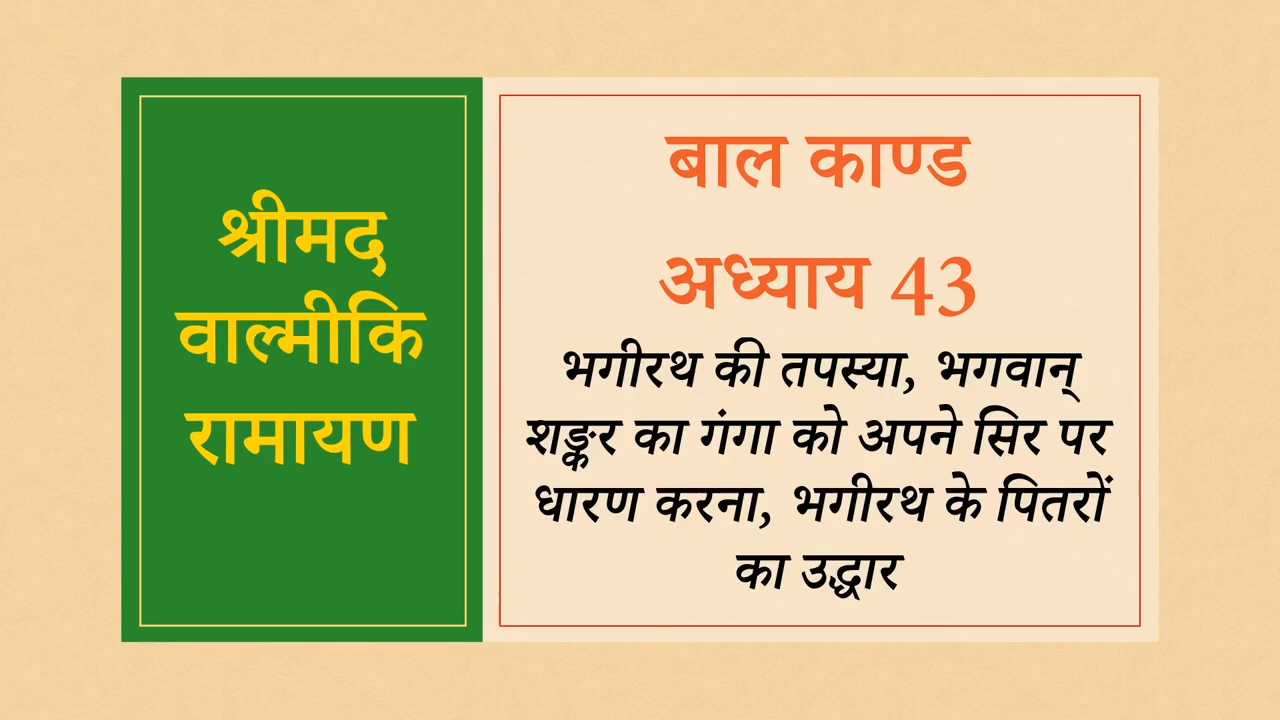 श्रीमद
वाल्मीकि
रामायण
बाल काण्ड
अध्याय 43
भगीरथ की तपस्या, भगवान्
शङ्कर का गंगा को अपने सिर पर
धारण करना, भगीरथ के पितरों
का उद्धार